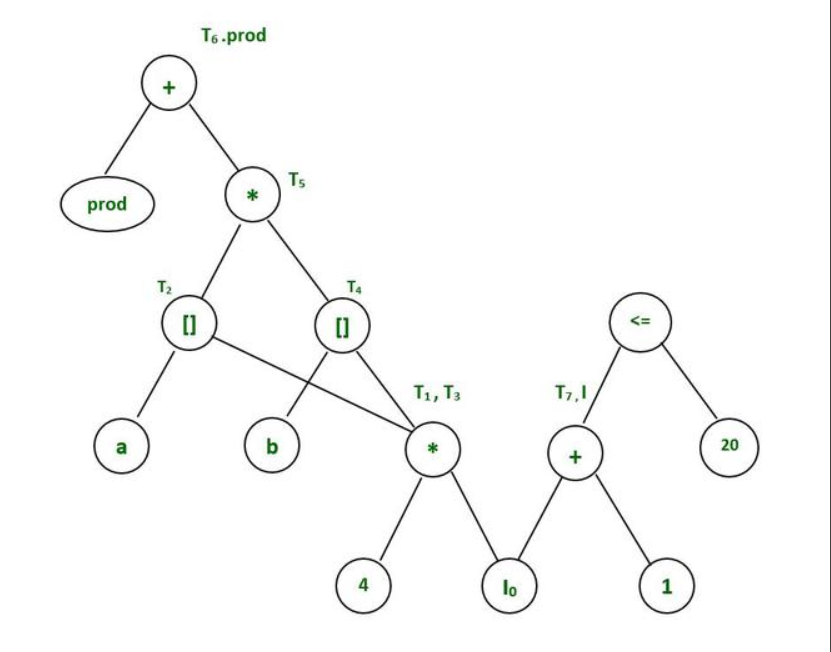 T₆.prod
+
prod
*
T₅
T₂
[]
T₄
[]
<=
a
b
T₁, T₃
*
T₇, I
+
20
4
I₀
1